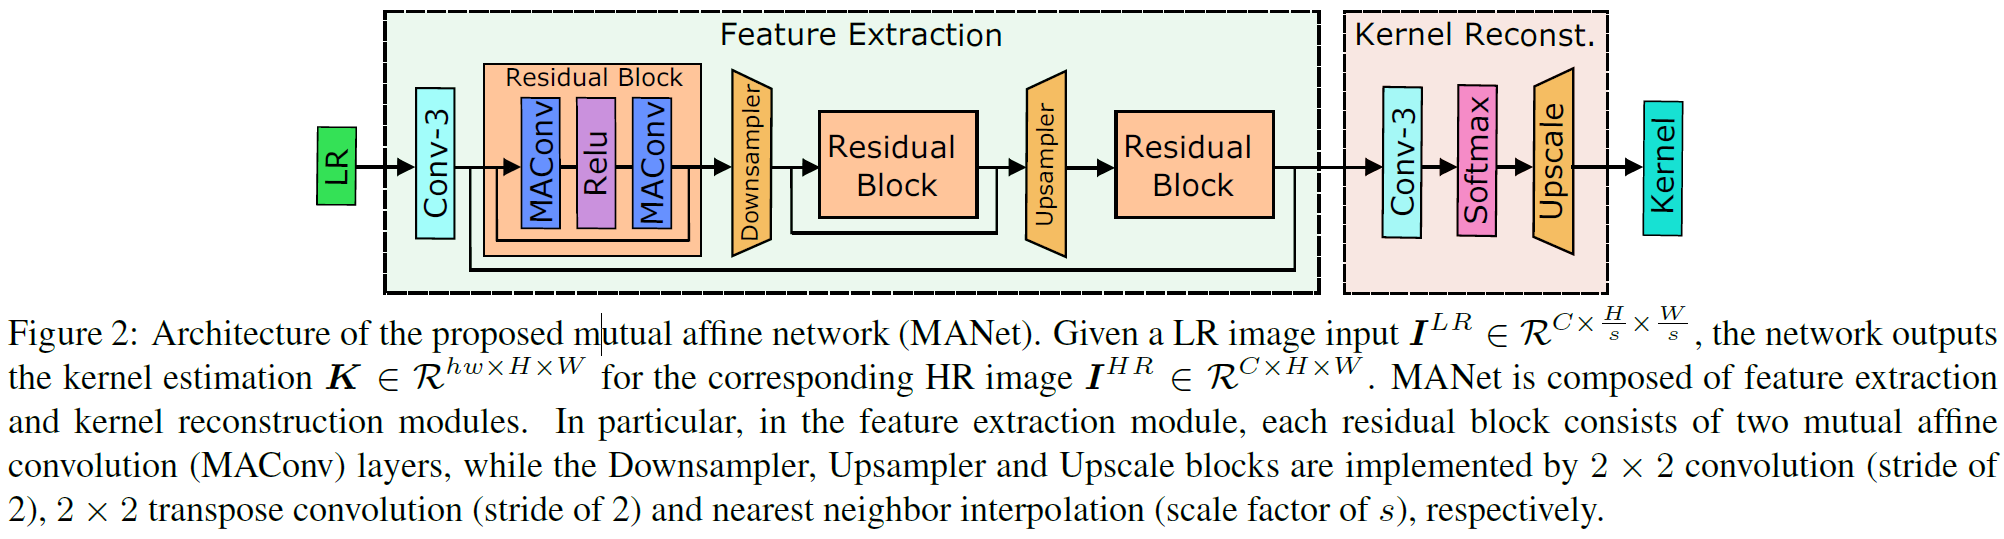 Feature Extraction
Kernel Reconst.
Residual Block
LR
Conv-3
MAConv
Relu
MAConv
Downsampler
Residual
Block
Upsampler
Residual
Block
Conv-3
Softmax
Upscale
Kernel
Figure 2: Architecture of the proposed mutual affine network (MANet). Given a LR image input $\boldsymbol{I}^{LR} \in \mathcal{R}^{C \times \frac{H}{s} \times \frac{W}{s}}$, the network outputs
the kernel estimation $\boldsymbol{K} \in \mathcal{R}^{hw \times H \times W}$ for the corresponding HR image $\boldsymbol{I}^{HR} \in \mathcal{R}^{C \times H \times W}$. MANet is composed of feature extraction
and kernel reconstruction modules. In particular, in the feature extraction module, each residual block consists of two mutual affine
convolution (MAConv) layers, while the Downsampler, Upsampler and Upscale blocks are implemented by 2 × 2 convolution (stride of
2), 2 × 2 transpose convolution (stride of 2) and nearest neighbor interpolation (scale factor of s), respectively.